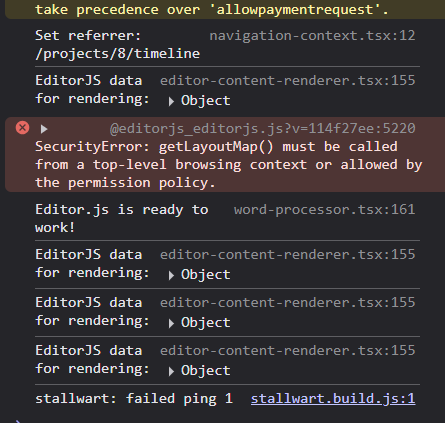 take precedence over 'allowpaymentrequest'.
Set referrer: navigation-context.tsx:12
/projects/8/timeline
EditorJS data editor-content-renderer.tsx:155
for rendering: ▶ Object
▶ @editorjs_editorjs.js?v=114f27ee:5220
SecurityError: getLayoutMap() must be called
from a top-level browsing context or allowed
by the permission policy.
Editor.js is ready to word-processor.tsx:161
work!
EditorJS data editor-content-renderer.tsx:155
for rendering: ▶ Object
EditorJS data editor-content-renderer.tsx:155
for rendering: ▶ Object
EditorJS data editor-content-renderer.tsx:155
for rendering: ▶ Object
stallwart: failed ping 1 stallwart.build.js:1